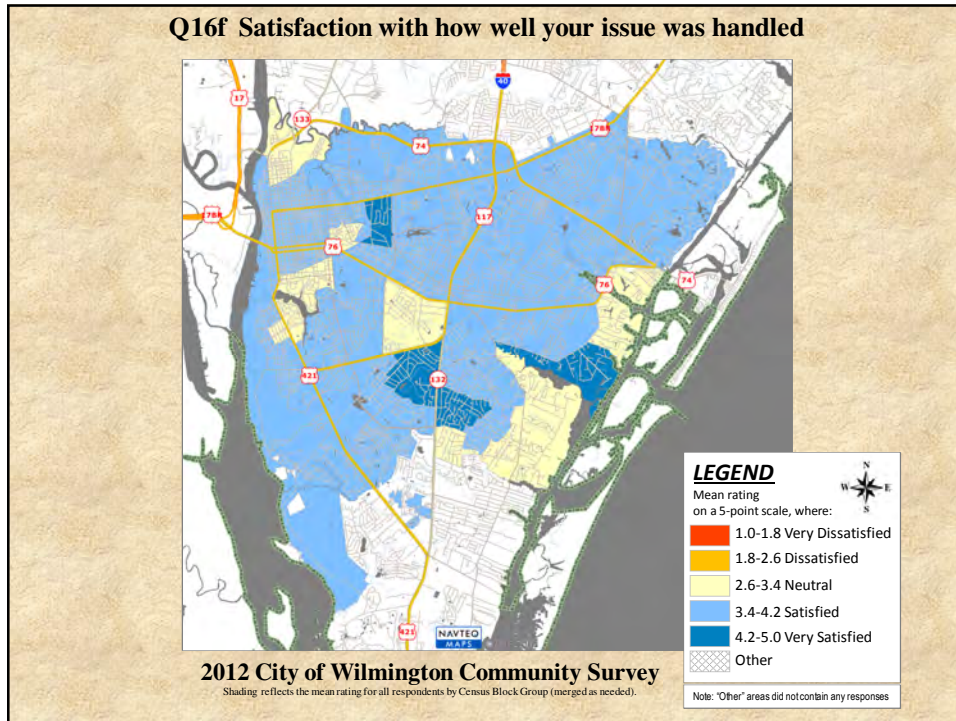 Q16f Satisfaction with how well your issue was handled
40
17
133
178R
74
178R
117
76
76
74
421
132
421
LEGEND
Mean rating
on a 5-point scale, where:
N
W E
S
1.0-1.8 Very Dissatisfied
1.8-2.6 Dissatisfied
2.6-3.4 Neutral
3.4-4.2 Satisfied
4.2-5.0 Very Satisfied
Other
NAVTEQ
MAPS
2012 City of Wilmington Community Survey
Shading reflects the mean rating for all respondents by Census Block Group (merged as needed).
Note: "Other" areas did not contain any responses